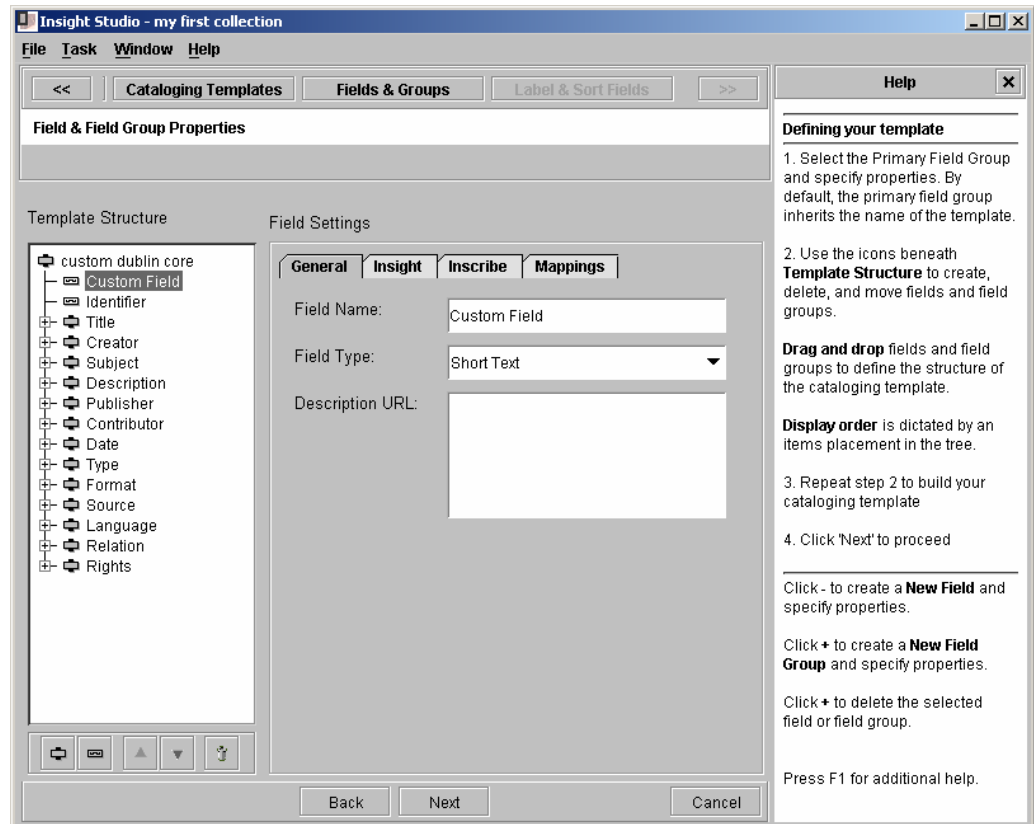 Insight Studio - my first collection
File Task Window Help
<< Cataloging Templates Fields & Groups Label & Sort Fields >>
Field & Field Group Properties
Template Structure
custom dublin core
Custom Field
Identifier
Title
Creator
Subject
Description
Publisher
Contributor
Date
Type
Format
Source
Language
Relation
Rights
Field Settings
General Insight Inscribe Mappings
Field Name: Custom Field
Field Type: Short Text
Description URL:
Back Next Cancel
Help
Defining your template
1. Select the Primary Field Group
and specify properties. By
default, the primary field group
inherits the name of the template.
2. Use the icons beneath
Template Structure to create,
delete, and move fields and field
groups.
Drag and drop fields and field
groups to define the structure of
the cataloging template.
Display order is dictated by an
items placement in the tree.
3. Repeat step 2 to build your
cataloging template
4. Click 'Next' to proceed
Click - to create a New Field and
specify properties.
Click + to create a New Field
Group and specify properties.
Click + to delete the selected
field or field group.
Press F1 for additional help.